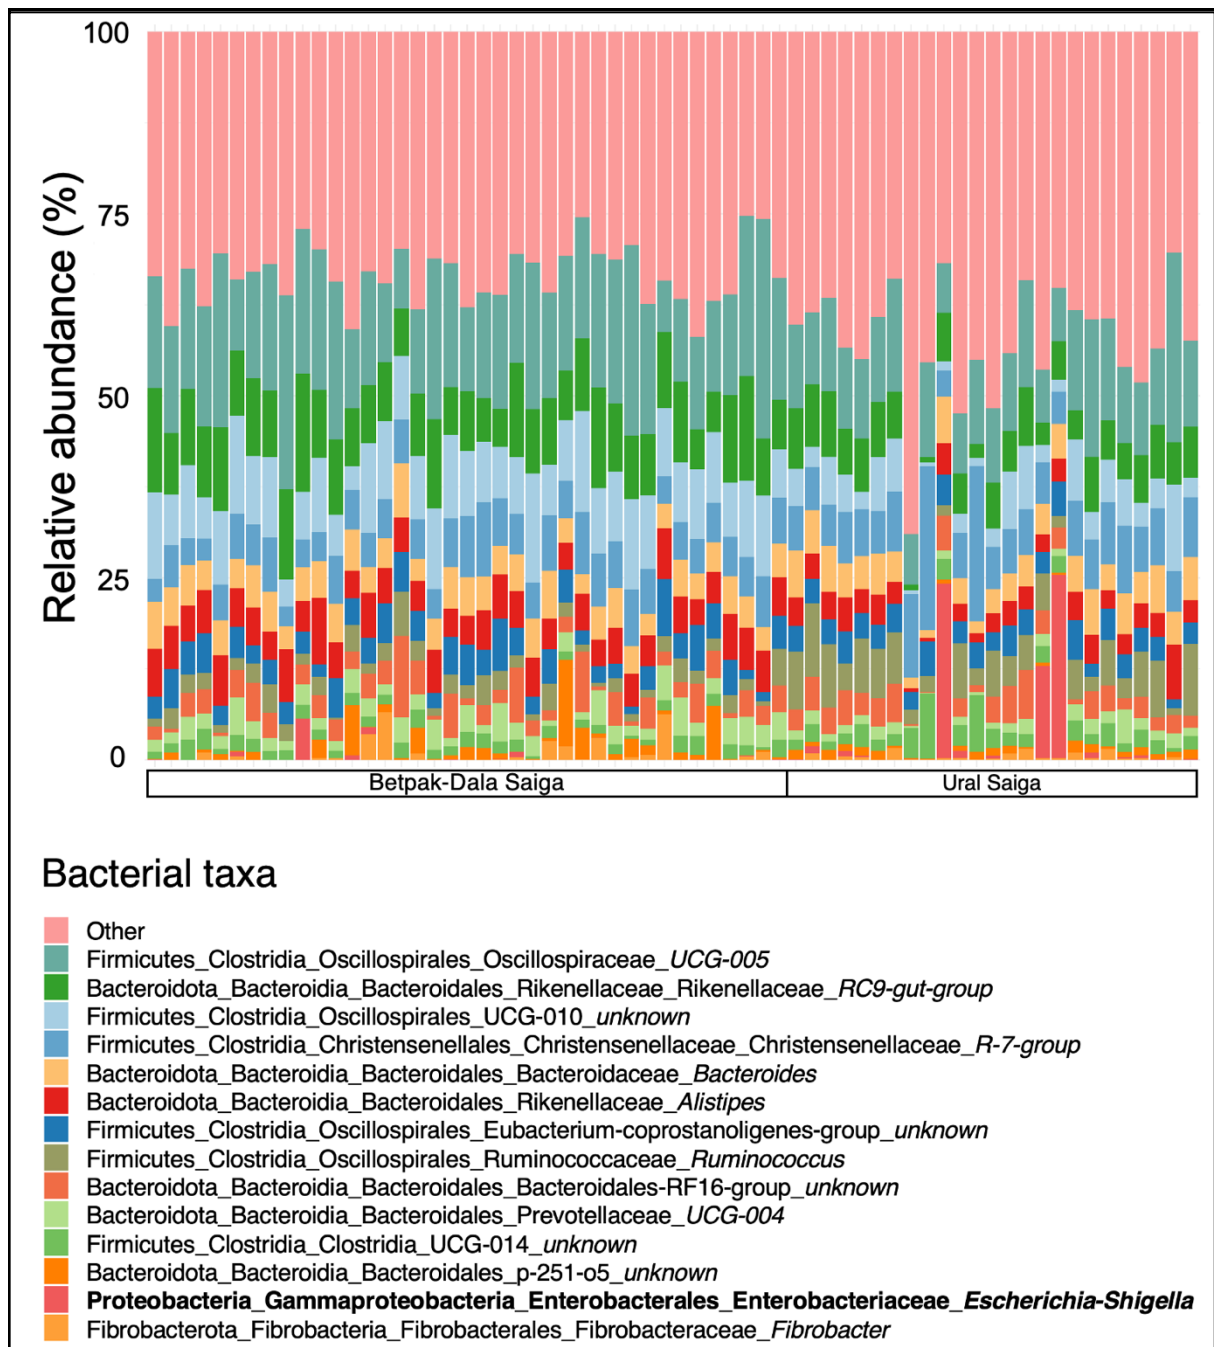 100
75
50
25
0
Relative abundance (%)
Betpak-Dala Saiga
Ural Saiga
Bacterial taxa
Other
Firmicutes_Clostridia_Oscillospirales_Oscillospiraceae_UCG-005
Bacteroidota_Bacteroidia_Bacteroidales_Rikenellaceae_Rikenellaceae_RC9-gut-group
Firmicutes_Clostridia_Oscillospirales_UCG-010_unknown
Firmicutes_Clostridia_Christensenellales_Christensenellaceae_Christensenellaceae_R-7-group
Bacteroidota_Bacteroidia_Bacteroidales_Bacteroidaceae_Bacteroides
Bacteroidota_Bacteroidia_Bacteroidales_Rikenellaceae_Alistipes
Firmicutes_Clostridia_Oscillospirales_Eubacterium-coprostanoligenes-group_unknown
Firmicutes_Clostridia_Oscillospirales_Ruminococcaceae_Ruminococcus
Bacteroidota_Bacteroidia_Bacteroidales_Bacteroidales-RF16-group_unknown
Bacteroidota_Bacteroidia_Bacteroidales_Prevotellaceae_UCG-004
Firmicutes_Clostridia_Clostridia_UCG-014_unknown
Bacteroidota_Bacteroidia_Bacteroidales_p-251-o5_unknown
Proteobacteria_Gammaproteobacteria_Enterobacterales_Enterobacteriaceae_Escherichia-Shigella
Fibrobacterota_Fibrobacteria_Fibrobacterales_Fibrobacteraceae_Fibrobacter